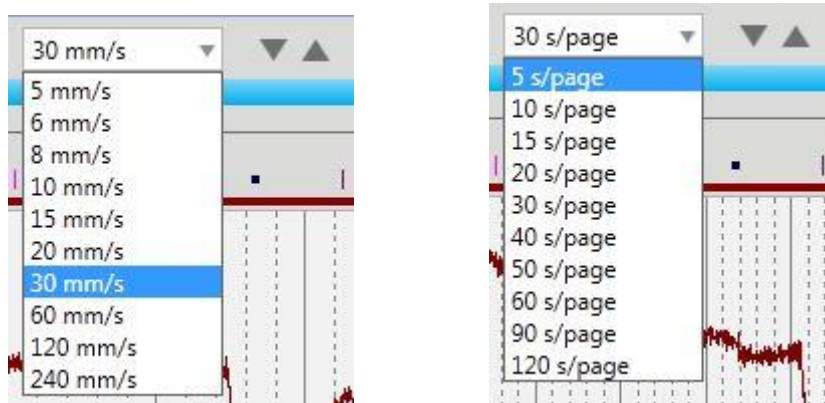 30 mm/s
5 mm/s
6 mm/s
8 mm/s
10 mm/s
15 mm/s
20 mm/s
30 mm/s
60 mm/s
120 mm/s
240 mm/s
30 s/page
5 s/page
10 s/page
15 s/page
20 s/page
30 s/page
40 s/page
50 s/page
60 s/page
90 s/page
120 s/page